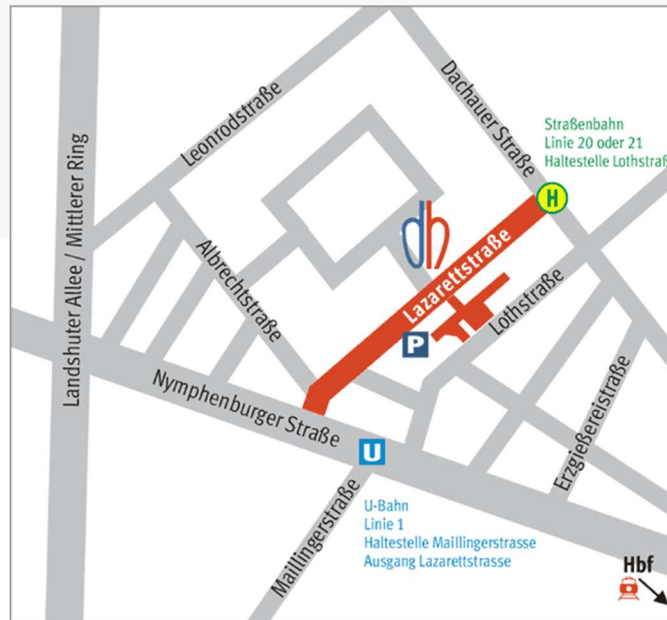 Leonrodstraße
Dachauer Straße
Straßenbahn
Linie 20 oder 21
Haltestelle Lothstraß
H
Landshuter Allee / Mittlerer Ring
Albrechtstraße
dh
Lazarettstraße
Lothstraße
P
Nymphenburger Straße
Erzgießereistraße
U
Maillingerstraße
U-Bahn
Linie 1
Haltestelle Maillingerstrasse
Ausgang Lazarettstrasse
Hbf